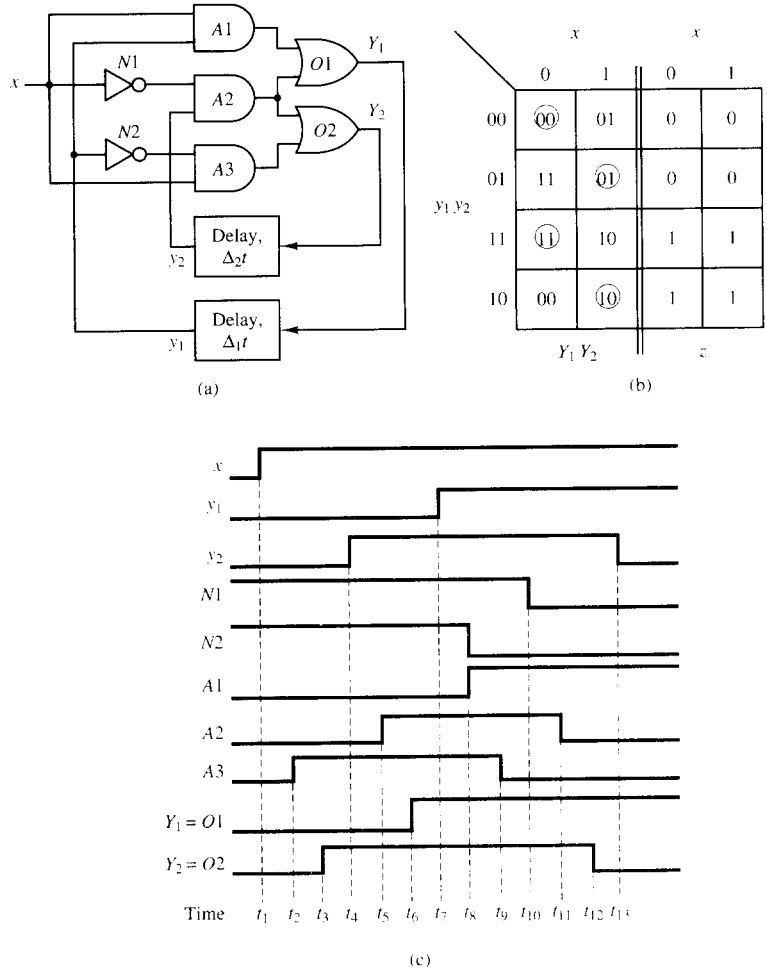 A1
Y₁
x
N1
O1
A2
Y₂
N2
O2
A3
Delay,
Δ₂t
y₂
Delay,
Δ₁t
y₁
(a)
x x
0 1 0 1
00 00 01 0 0
01 11 01 0 0
y₁ y₂
11 11 10 1 1
10 00 10 1 1
Y₁ Y₂ z
(b)
x
y₁
y₂
N1
N2
A1
A2
A3
Y₁ = O1
Y₂ = O2
Time t₁ t₂ t₃ t₄ t₅ t₆ t₇ t₈ t₉ t₁₀ t₁₁ t₁₂ t₁₃
(c)